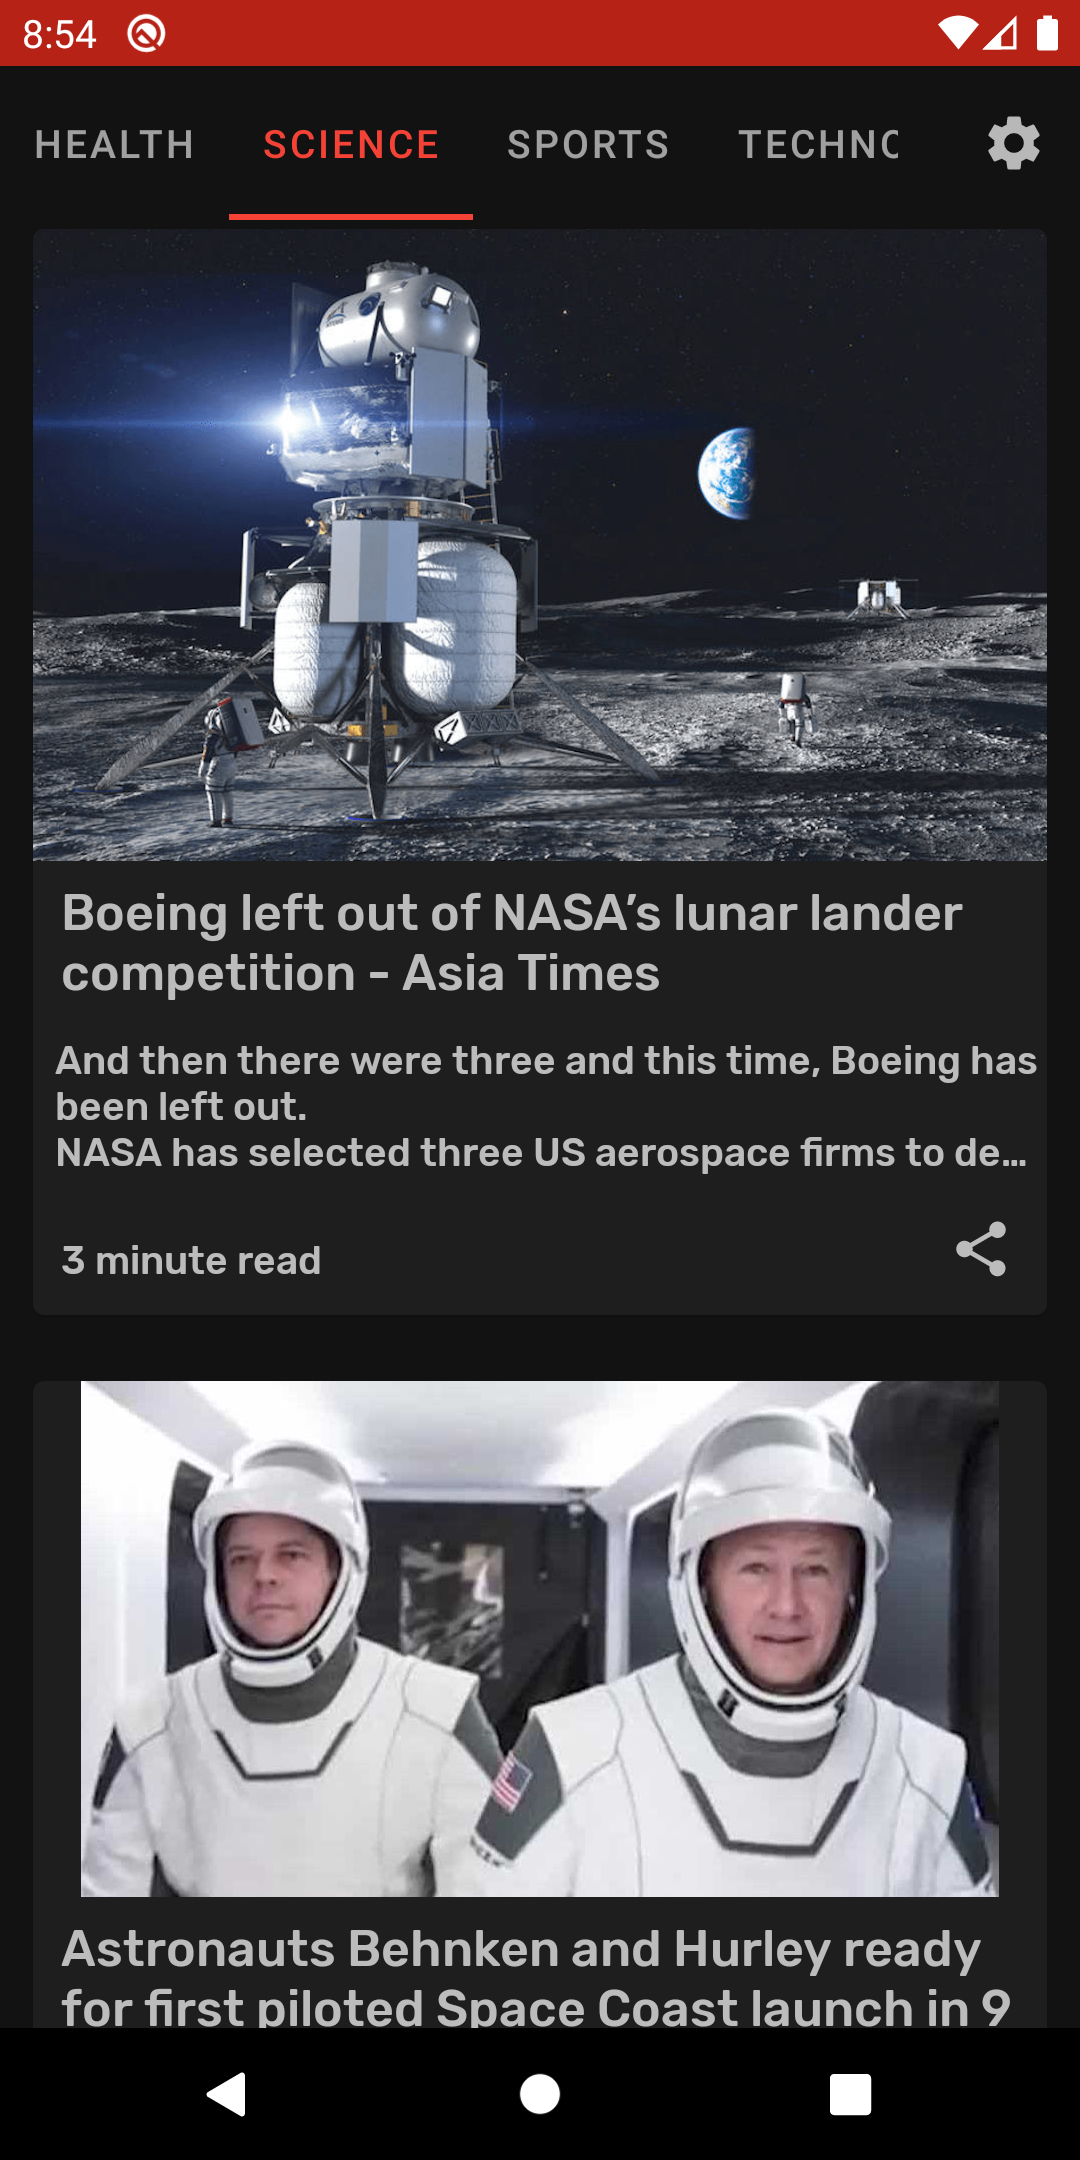 8:54
HEALTH SCIENCE SPORTS TECHNO
Boeing left out of NASA’s lunar lander
competition - Asia Times
And then there were three and this time, Boeing has
been left out.
NASA has selected three US aerospace firms to de…
3 minute read
Astronauts Behnken and Hurley ready
for first piloted Space Coast launch in 9